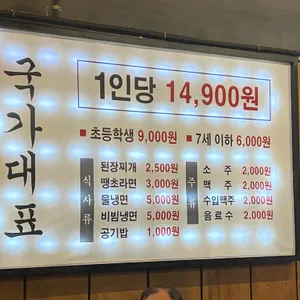 국가대표
1인당 14,900원
■ 초등학생 9,000원 ■ 7세 이하 6,000원
식사류
된장찌개 2,500원
땡초라면 3,000원
물냉면 5,000원
비빔냉면 5,000원
공기밥 1,000원
주류
소주 2,000원
맥주 2,000원
수입맥주 2,000원
음료수 2,000원